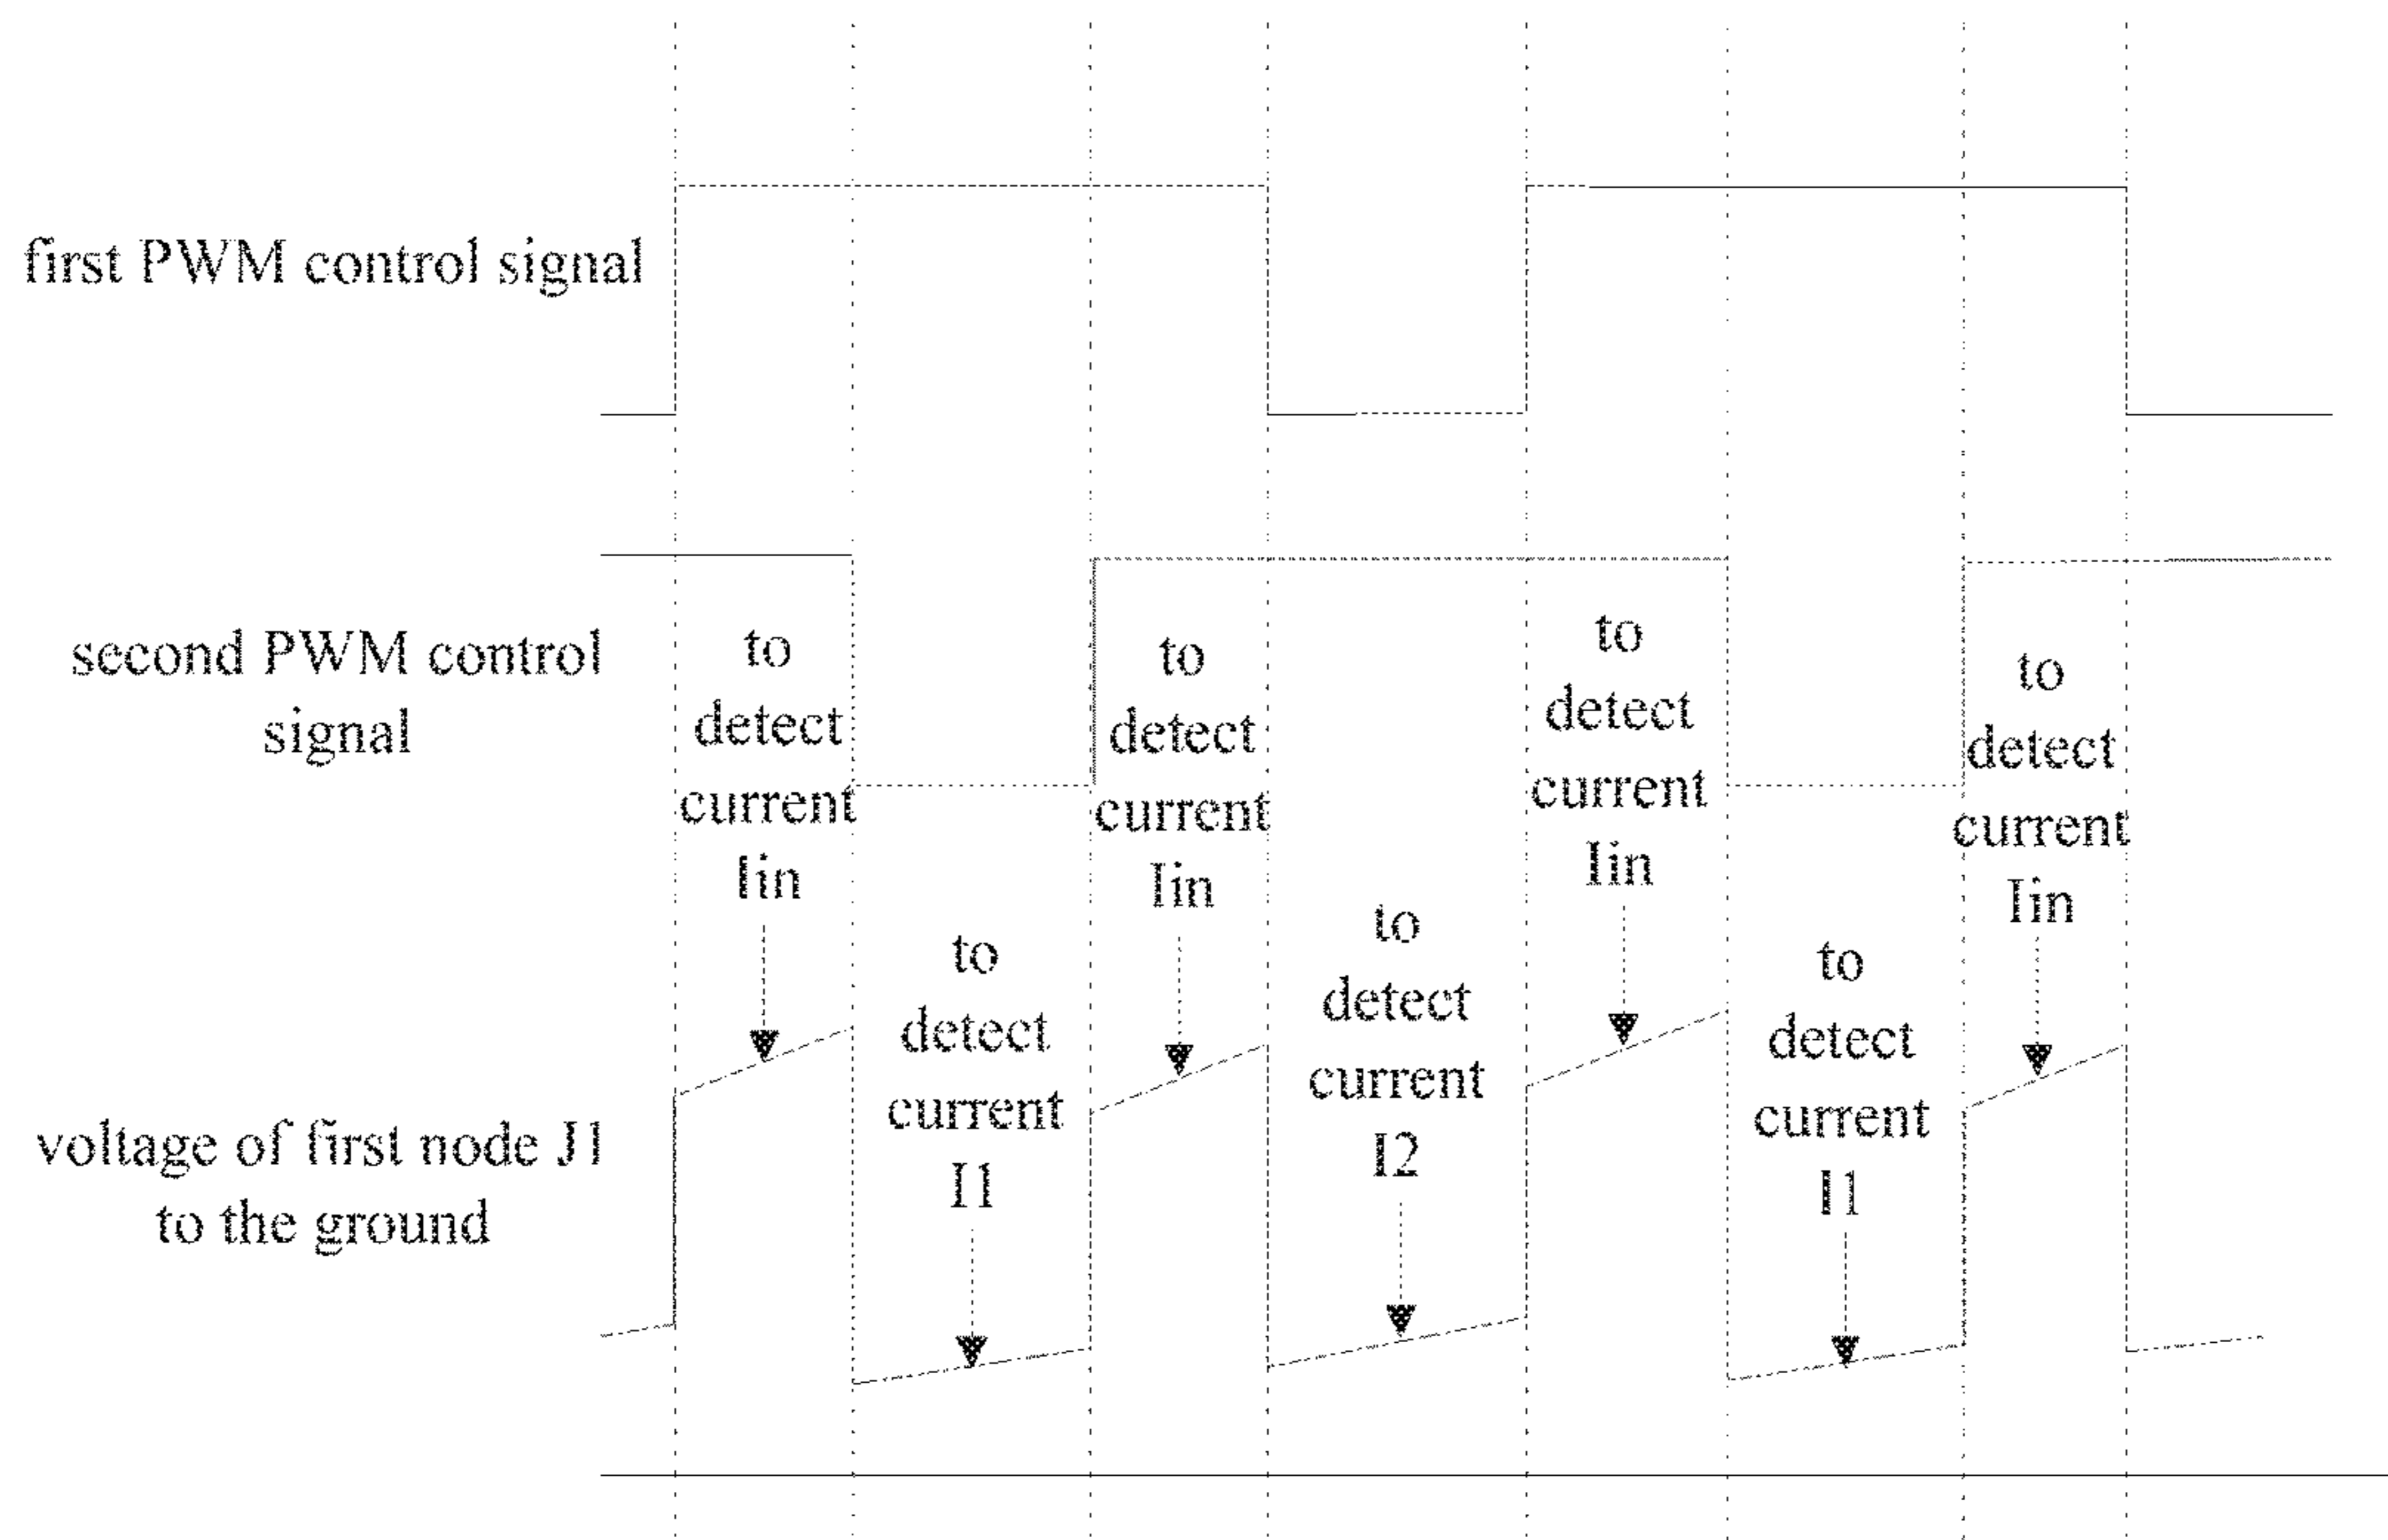 first PWM control signal
second PWM control
signal
to
detect
current
Iin
to
detect
current
Iin
to
detect
current
Iin
to
detect
current
Iin
to
detect
current
I1
to
detect
current
I2
to
detect
current
I1
voltage of first node J1
to the ground